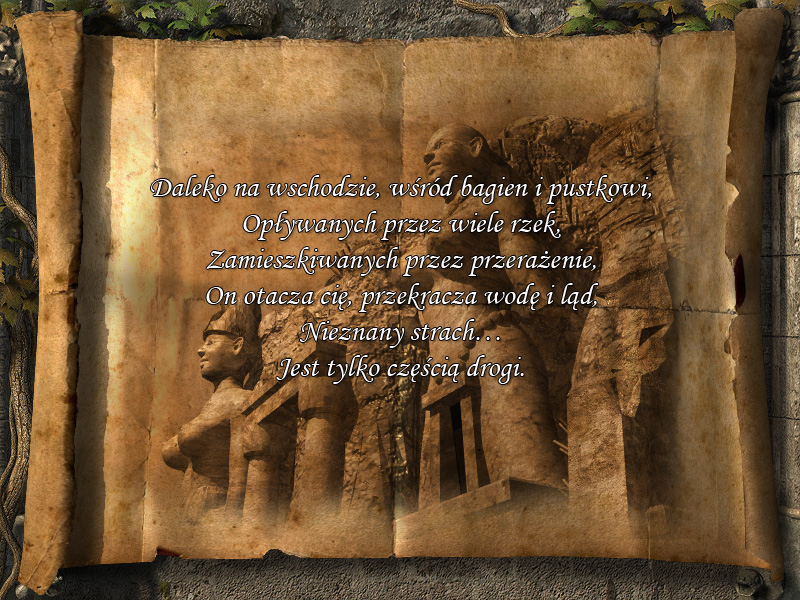 Daleko na wschodzie, wśród bagien i pustkowi,
Opływanych przez wiele rzek,
Zamieszkiwanych przez przerażenie,
On otacza cię, przekracza wodę i ląd,
Nieznany strach...
Jest tylko częścią drogi.